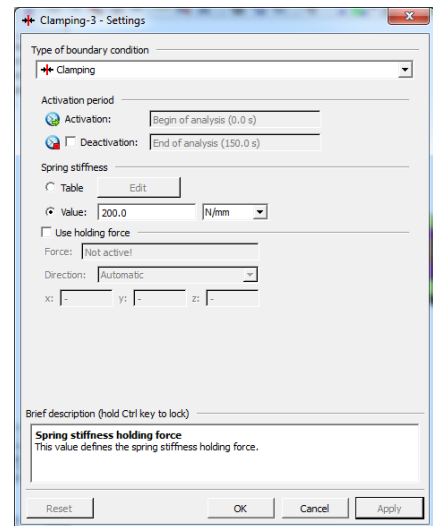 Clamping-3 - Settings
Type of boundary condition
Clamping
Activation period
Activation: Begin of analysis (0.0 s)
Deactivation: End of analysis (150.0 s)
Spring stiffness
Table Edit
Value: 200.0 N/mm
Use holding force
Force: Not active!
Direction: Automatic
x: - y: - z: -
Brief description (hold Ctrl key to lock)
Spring stiffness holding force
This value defines the spring stiffness holding force.
Reset OK Cancel Apply